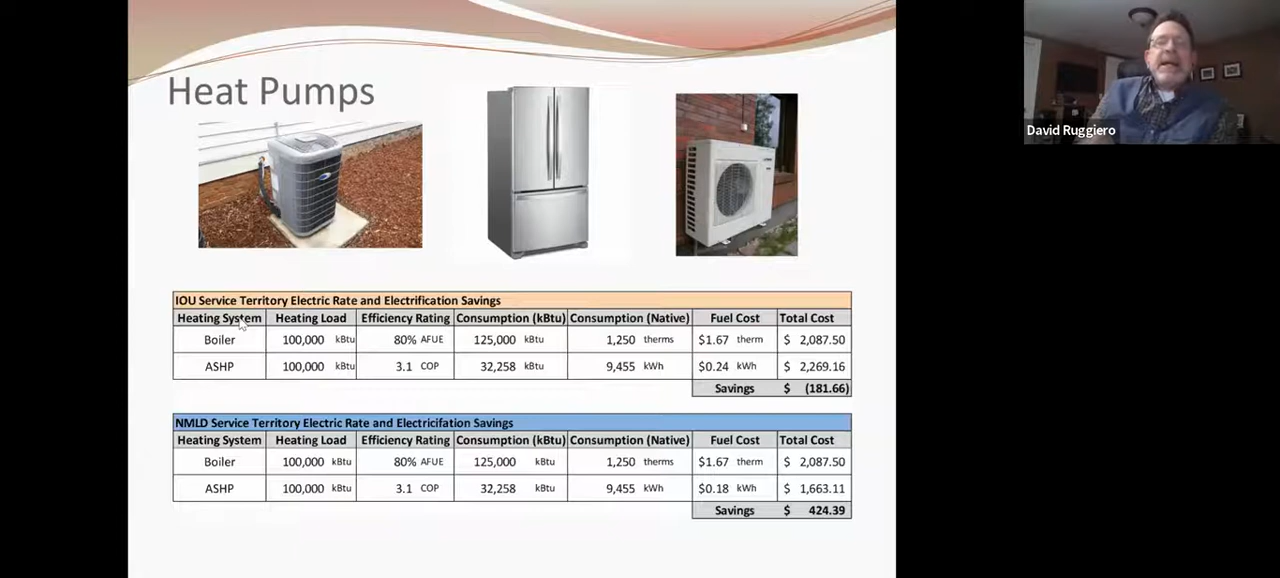 Heat Pumps
David Ruggiero
IOU Service Territory Electric Rate and Electrification Savings
Heating System Heating Load Efficiency Rating Consumption (kBtu) Consumption (Native) Fuel Cost Total Cost
Boiler 100,000 kBtu 80% AFUE 125,000 kBtu 1,250 therms $1.67 therm $ 2,087.50
ASHP 100,000 kBtu 3.1 COP 32,258 kBtu 9,455 kWh $0.24 kWh $ 2,269.16
Savings $ (181.66)
NMLD Service Territory Electric Rate and Electricifation Savings
Heating System Heating Load Efficiency Rating Consumption (kBtu) Consumption (Native) Fuel Cost Total Cost
Boiler 100,000 kBtu 80% AFUE 125,000 kBtu 1,250 therms $1.67 therm $ 2,087.50
ASHP 100,000 kBtu 3.1 COP 32,258 kBtu 9,455 kWh $0.18 kWh $ 1,663.11
Savings $ 424.39